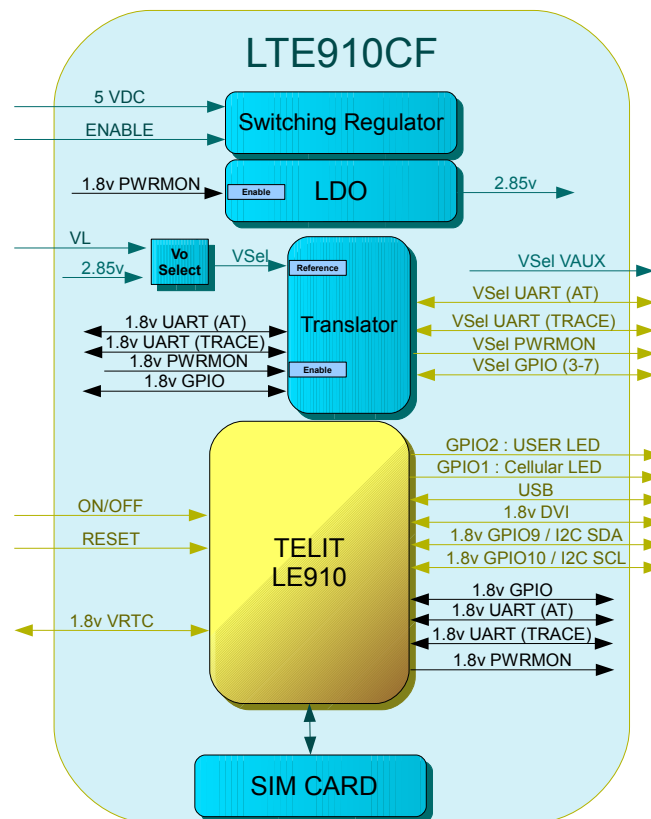 LTE910CF
5 VDC
Switching Regulator
ENABLE
1.8v PWRMON
Enable
LDO
2.85v
VL
Vo
Select
VSel
Reference
VSel VAUX
2.85v
VSel UART (AT)
1.8v UART (AT)
Translator
VSel UART (TRACE)
1.8v UART (TRACE)
VSel PWRMON
1.8v PWRMON
Enable
VSel GPIO (3-7)
1.8v GPIO
GPIO2 : USER LED
GPIO1 : Cellular LED
USB
ON/OFF
1.8v DVI
RESET
TELIT
LE910
1.8v GPIO9 / I2C SDA
1.8v GPIO10 / I2C SCL
1.8v GPIO
1.8v UART (AT)
1.8v VRTC
1.8v UART (TRACE)
1.8v PWRMON
SIM CARD